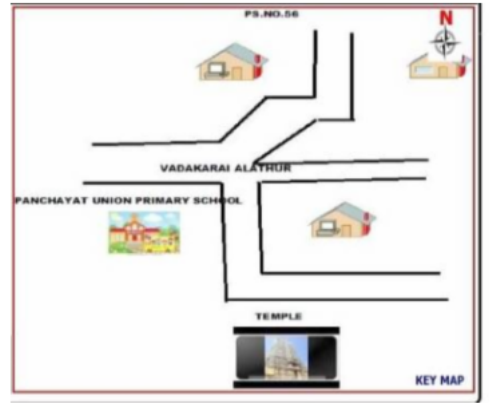 PS.NO.56
N
VADAKARAI ALATHUR
PANCHAYAT UNION PRIMARY SCHOOL
TEMPLE
KEY MAP